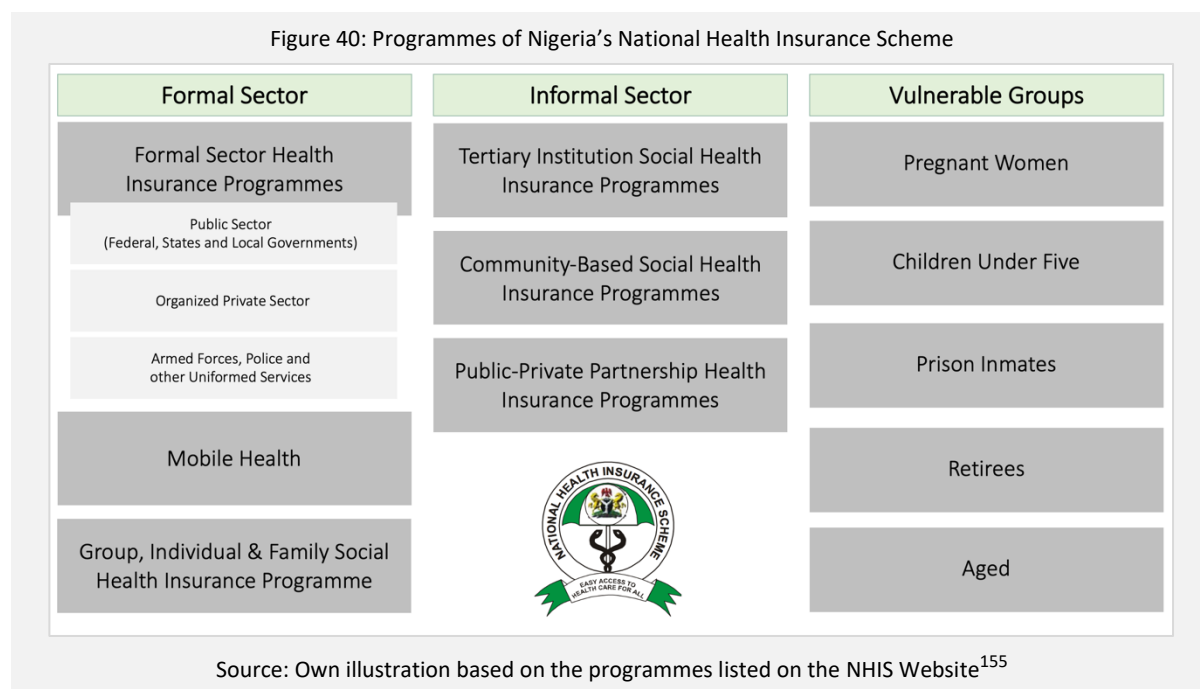 Figure 40: Programmes of Nigeria's National Health Insurance Scheme
Formal Sector
Formal Sector Health
Insurance Programmes
Public Sector
(Federal, States and Local Governments)
Organized Private Sector
Armed Forces, Police and
other Uniformed Services
Mobile Health
Group, Individual & Family Social
Health Insurance Programme
Informal Sector
Tertiary Institution Social Health
Insurance Programmes
Community-Based Social Health
Insurance Programmes
Public-Private Partnership Health
Insurance Programmes
NATIONAL HEALTH INSURANCE SCHEME
EASY ACCESS TO
HEALTH CARE FOR ALL
Vulnerable Groups
Pregnant Women
Children Under Five
Prison Inmates
Retirees
Aged
Source: Own illustration based on the programmes listed on the NHIS Website155